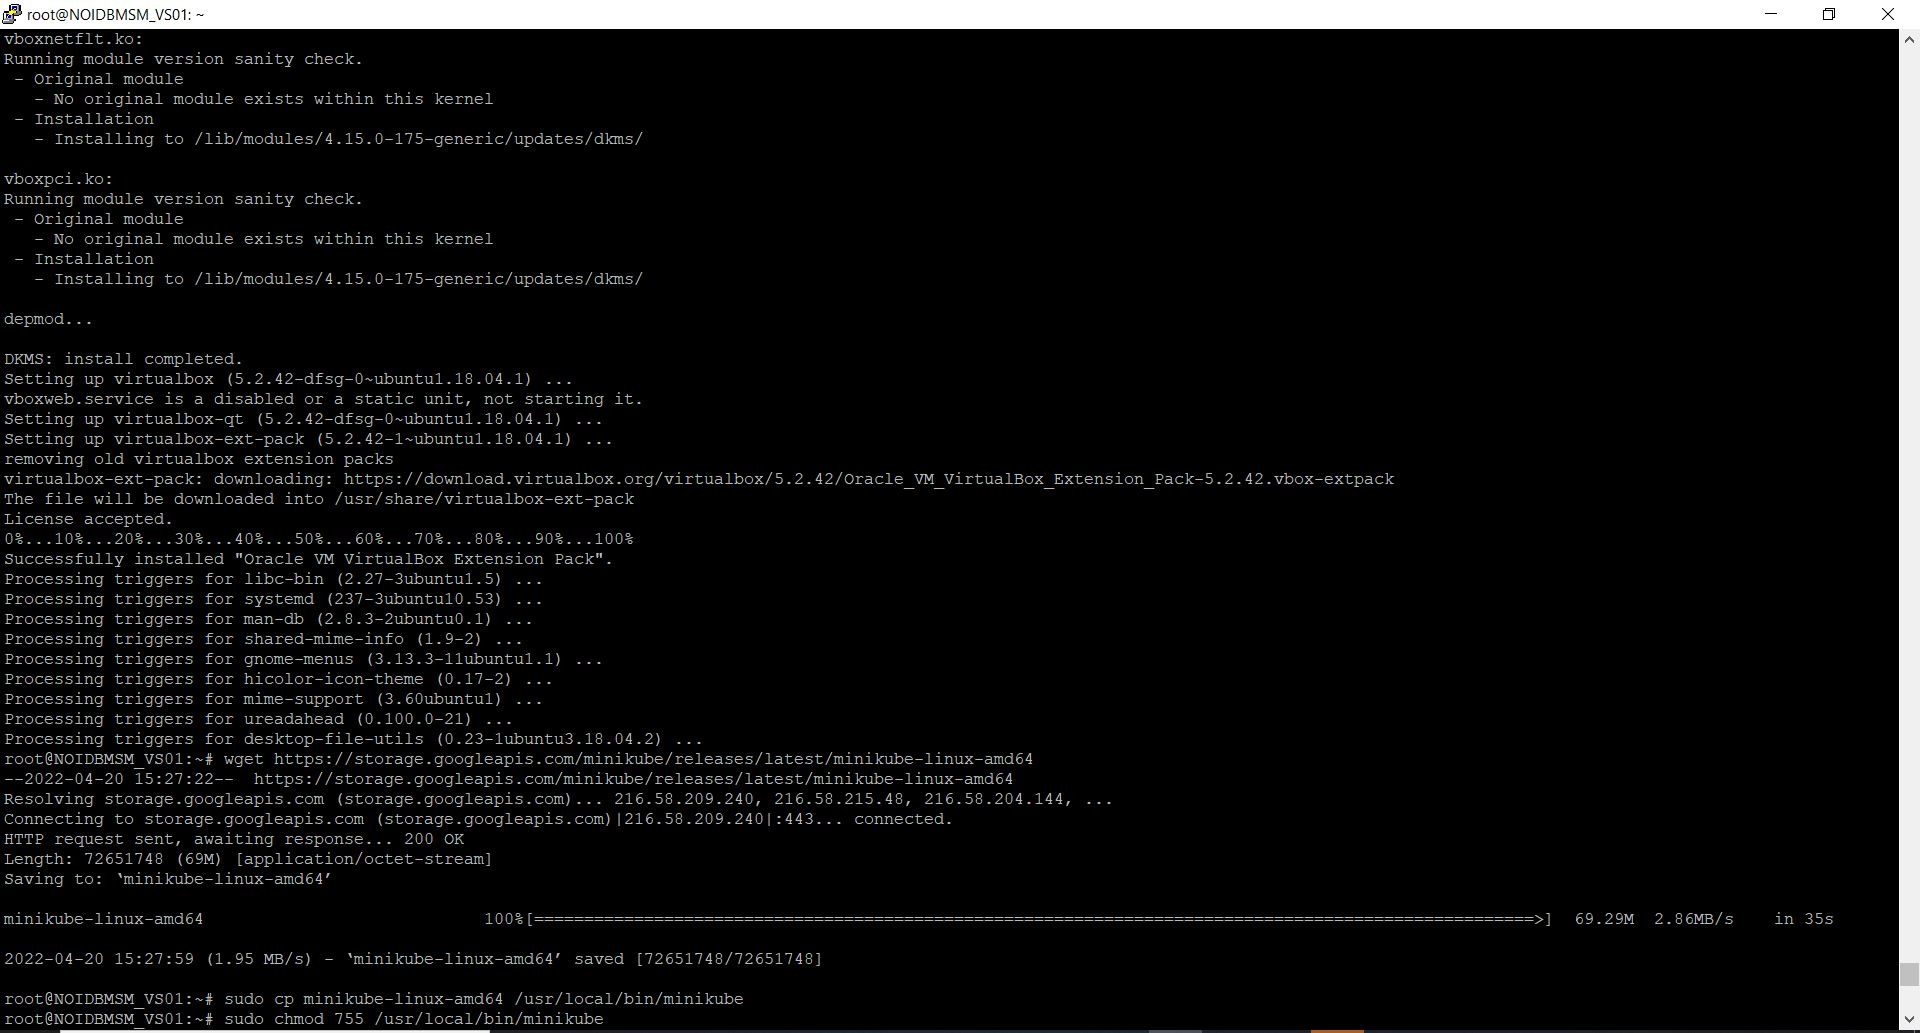 root@NOIDBMSM_VS01: ~
vboxnetflt.ko:
Running module version sanity check.
 - Original module
   - No original module exists within this kernel
 - Installation
   - Installing to /lib/modules/4.15.0-175-generic/updates/dkms/
vboxpci.ko:
Running module version sanity check.
 - Original module
   - No original module exists within this kernel
 - Installation
   - Installing to /lib/modules/4.15.0-175-generic/updates/dkms/
depmod...
DKMS: install completed.
Setting up virtualbox (5.2.42-dfsg-0~ubuntu1.18.04.1) ...
vboxweb.service is a disabled or a static unit, not starting it.
Setting up virtualbox-qt (5.2.42-dfsg-0~ubuntu1.18.04.1) ...
Setting up virtualbox-ext-pack (5.2.42-1~ubuntu1.18.04.1) ...
removing old virtualbox extension packs
virtualbox-ext-pack: downloading: https://download.virtualbox.org/virtualbox/5.2.42/Oracle_VM_VirtualBox_Extension_Pack-5.2.42.vbox-extpack
The file will be downloaded into /usr/share/virtualbox-ext-pack
License accepted.
0%...10%...20%...30%...40%...50%...60%...70%...80%...90%...100%
Successfully installed "Oracle VM VirtualBox Extension Pack".
Processing triggers for libc-bin (2.27-3ubuntu1.5) ...
Processing triggers for systemd (237-3ubuntu10.53) ...
Processing triggers for man-db (2.8.3-2ubuntu0.1) ...
Processing triggers for shared-mime-info (1.9-2) ...
Processing triggers for gnome-menus (3.13.3-11ubuntu1.1) ...
Processing triggers for hicolor-icon-theme (0.17-2) ...
Processing triggers for mime-support (3.60ubuntu1) ...
Processing triggers for ureadahead (0.100.0-21) ...
Processing triggers for desktop-file-utils (0.23-1ubuntu3.18.04.2) ...
root@NOIDBMSM_VS01:~# wget https://storage.googleapis.com/minikube/releases/latest/minikube-linux-amd64
--2022-04-20 15:27:22--  https://storage.googleapis.com/minikube/releases/latest/minikube-linux-amd64
Resolving storage.googleapis.com (storage.googleapis.com)... 216.58.209.240, 216.58.215.48, 216.58.204.144, ...
Connecting to storage.googleapis.com (storage.googleapis.com)|216.58.209.240|:443... connected.
HTTP request sent, awaiting response... 200 OK
Length: 72651748 (69M) [application/octet-stream]
Saving to: ‘minikube-linux-amd64’
minikube-linux-amd64 100%[====================================================================================================>] 69.29M 2.86MB/s in 35s
2022-04-20 15:27:59 (1.95 MB/s) - ‘minikube-linux-amd64’ saved [72651748/72651748]
root@NOIDBMSM_VS01:~# sudo cp minikube-linux-amd64 /usr/local/bin/minikube
root@NOIDBMSM_VS01:~# sudo chmod 755 /usr/local/bin/minikube